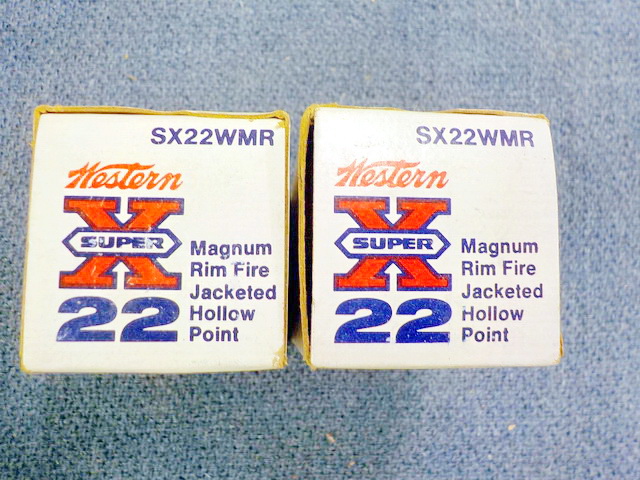 SX22WMR
Western
X
SUPER
22
Magnum
Rim Fire
Jacketed
Hollow
Point
SX22WMR
Western
X
SUPER
22
Magnum
Rim Fire
Jacketed
Hollow
Point